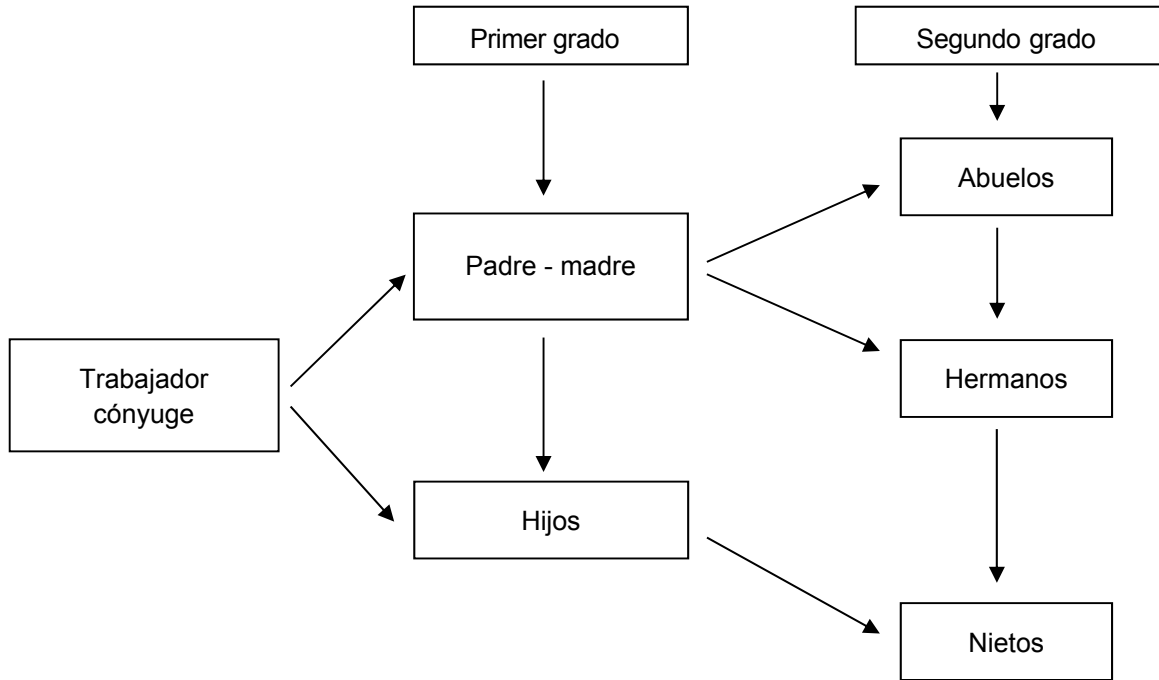 Primer grado
Segundo grado
Abuelos
Padre - madre
Trabajador
cónyuge
Hermanos
Hijos
Nietos